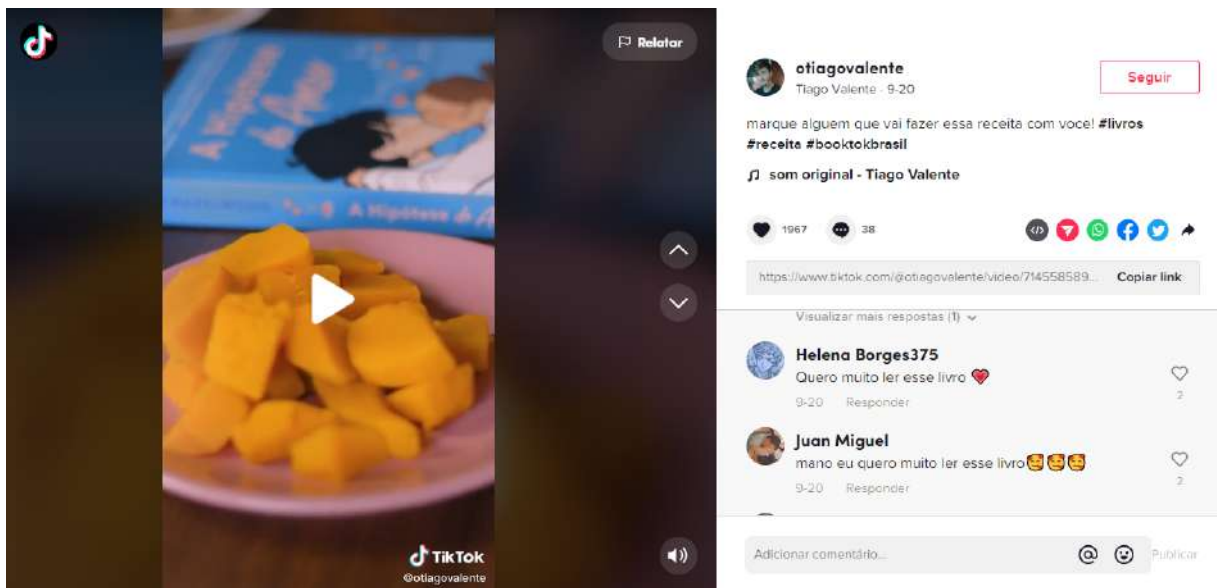 Relatar
A Hipótese
do Amor
A Hipótese do A
TikTok
@otiagovalente
otiagovalente
Tiago Valente · 9-20
Seguir
marque alguem que vai fazer essa receita com voce! #livros
#receita #booktokbrasil
som original - Tiago Valente
1967
38
https://www.tiktok.com/@otiagovalente/video/714558589...
Copiar link
Visualizar mais respostas (1)
Helena Borges375
Quero muito ler esse livro 💗
9-20 Responder
2
Juan Miguel
mano eu quero muito ler esse livro🥰🥰🥰
9-20 Responder
2
Adicionar comentário...
Publicar